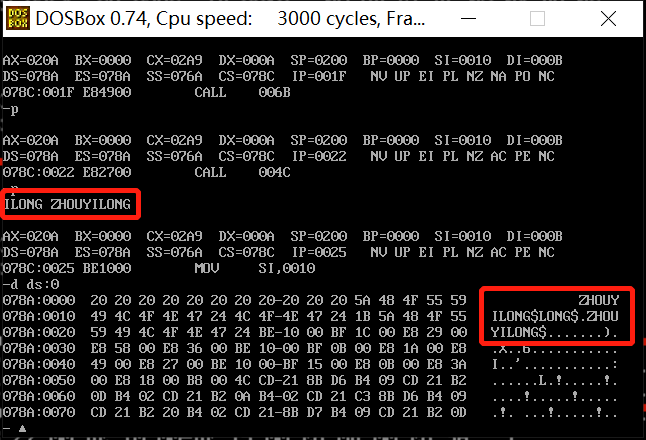 DOS
BOX
DOSBox 0.74, Cpu speed: 3000 cycles, Fra...
AX=020A BX=0000 CX=02A9 DX=000A SP=0200 BP=0000 SI=0010 DI=000B
DS=078A ES=078A SS=076A CS=078C IP=001F NV UP EI PL NZ NA PO NC
078C:001F E84900 CALL 006B
-p
AX=020A BX=0000 CX=02A9 DX=000A SP=0200 BP=0000 SI=0010 DI=000B
DS=078A ES=078A SS=076A CS=078C IP=0022 NV UP EI PL NZ AC PE NC
078C:0022 E82700 CALL 004C
-p
ILONG ZHOUYILONG
AX=020A BX=0000 CX=02A9 DX=000A SP=0200 BP=0000 SI=0010 DI=000B
DS=078A ES=078A SS=076A CS=078C IP=0025 NV UP EI PL NZ AC PE NC
078C:0025 BE1000 MOV SI,0010
-d ds:0
078A:0000 20 20 20 20 20 20 20 20-20 20 20 5A 48 4F 55 59 ZHOUY
078A:0010 49 4C 4F 4E 47 24 4C 4F-4E 47 24 1B 5A 48 4F 55 ILONG$LONG$.ZHOU
078A:0020 59 49 4C 4F 4E 47 24 BE-10 00 BF 1C 00 E8 29 00 YILONG$.......).
078A:0030 E8 58 00 E8 36 00 BE 10-00 BF 0B 00 E8 1A 00 E8 .X..6...........
078A:0040 49 00 E8 27 00 BE 10 00-BF 15 00 E8 0B 00 E8 3A I..'...........:
078A:0050 00 E8 18 00 B8 00 4C CD-21 8B D6 B4 09 CD 21 B2 ......L.!.....!.
078A:0060 0D B4 02 CD 21 B2 0A B4-02 CD 21 C3 8B D6 B4 09 ....!.....!.....
078A:0070 CD 21 B2 20 B4 02 CD 21-8B D7 B4 09 CD 21 B2 0D .!. ...!.....!..
-